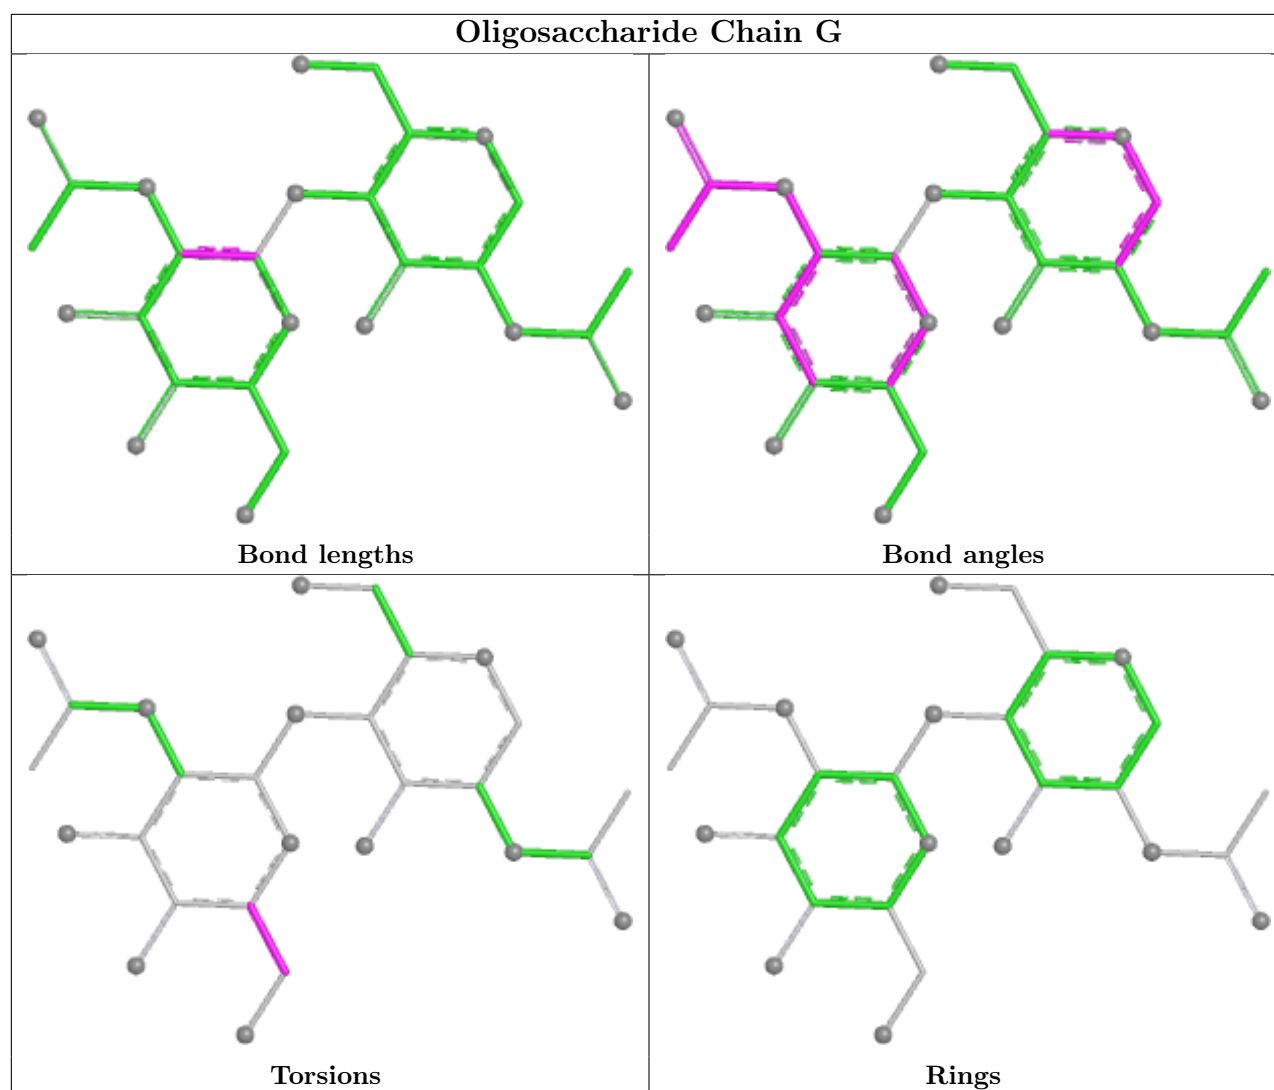 Oligosaccharide Chain G
Bond lengths
Bond angles
Torsions
Rings